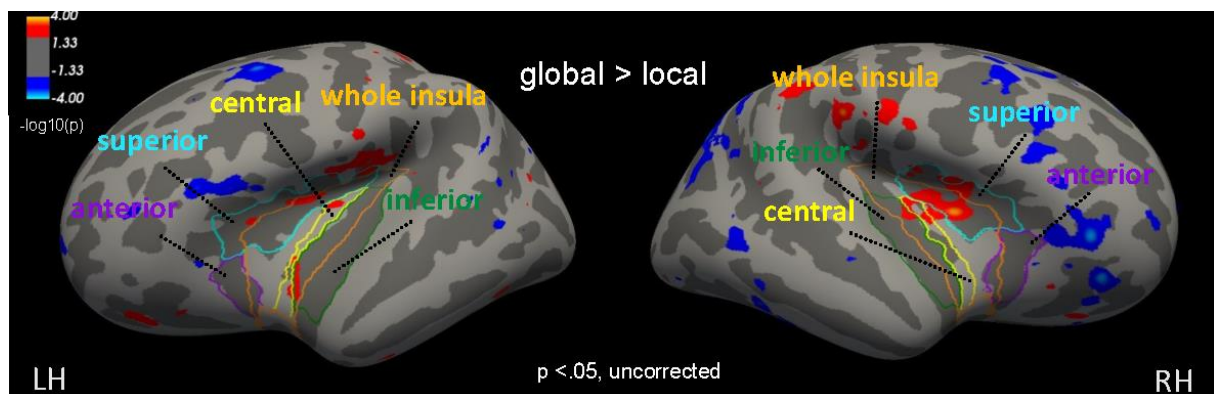 4.00
1.33
-1.33
-4.00
-log10(p)
global > local
central
whole insula
superior
anterior
inferior
whole insula
superior
inferior
anterior
central
LH
p <.05, uncorrected
RH